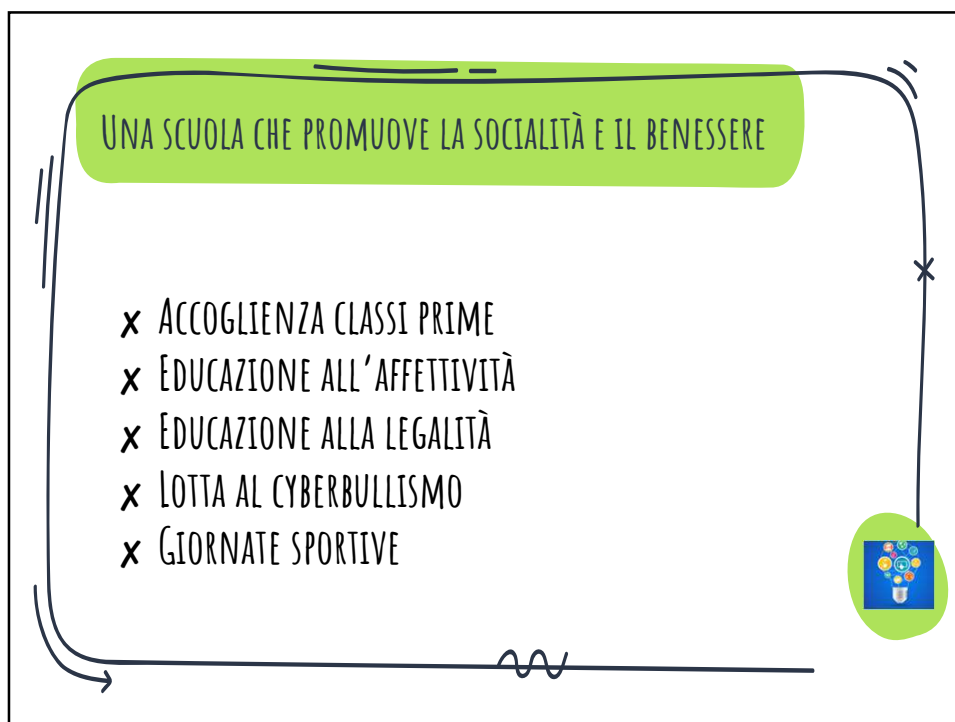 Una scuola che promuove la socialità e il benessere
✗ Accoglienza classi prime
✗ Educazione all’affettività
✗ Educazione alla legalità
✗ Lotta al cyberbullismo
✗ Giornate sportive